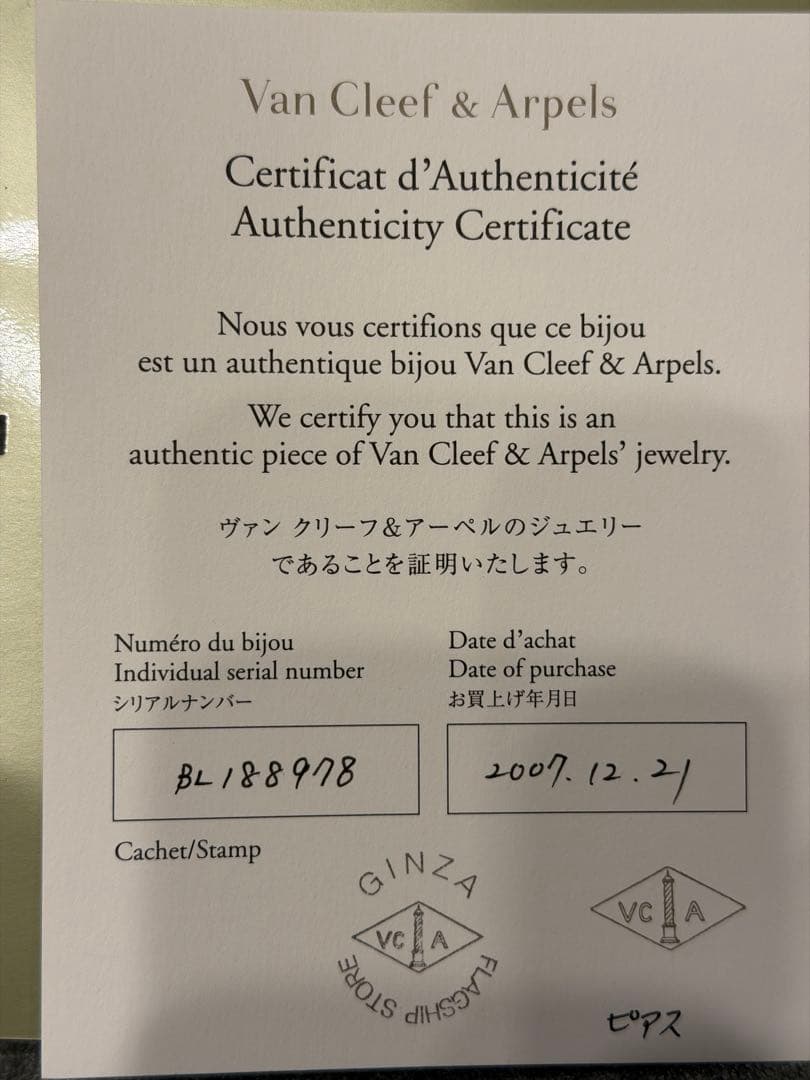 Van Cleef & Arpels
Certificat d’Authenticité
Authenticity Certificate
Nous vous certifions que ce bijou
est un authentique bijou Van Cleef & Arpels.
We certify you that this is an
authentic piece of Van Cleef & Arpels’ jewelry.
ヴァン クリーフ&アーペルのジュエリー
であることを証明いたします。
Numéro du bijou
Individual serial number
シリアルナンバー
BL188978
Date d’achat
Date of purchase
お買上げ年月日
2007.12.21
Cachet/Stamp
GINZA
VC A
FLAGSHIP STORE
VC A
ピアス